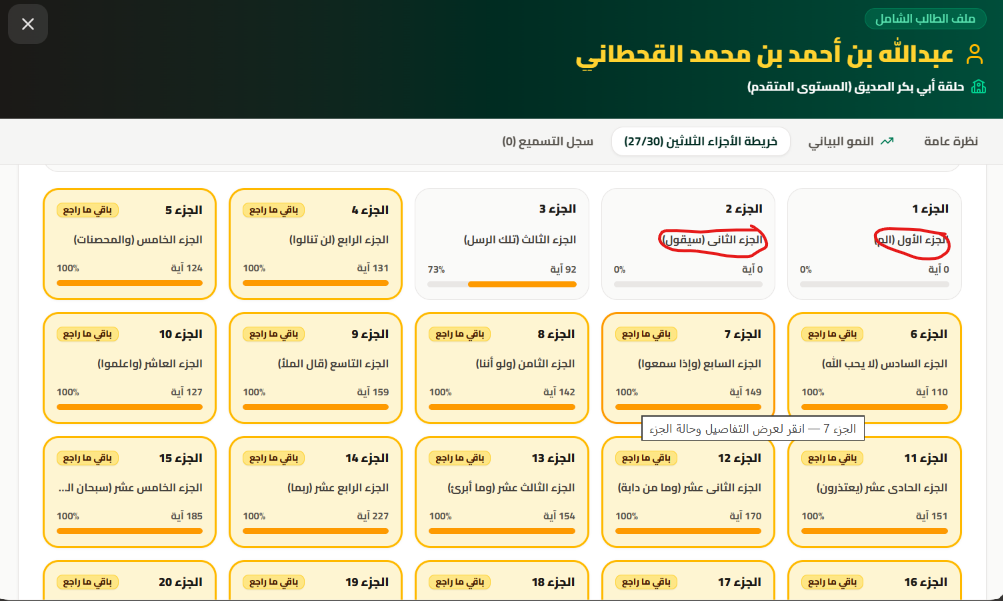 ملف الطالب الشامل
عبدالله بن أحمد بن محمد القحطاني
حلقة أبي بكر الصديق (المستوى المتقدم)
نظرة عامة
النمو البياني
خريطة الأجزاء الثلاثين (27/30)
سجل التسميع (0)
الجزء 1
الجزء الأول (الم)
0 آية 0%
الجزء 2
الجزء الثاني (سيقول)
0 آية 0%
الجزء 3
الجزء الثالث (تلك الرسل)
92 آية 73%
الجزء 4 باقي ما راجع
الجزء الرابع (لن تنالوا)
131 آية 100%
الجزء 5 باقي ما راجع
الجزء الخامس (والمحصنات)
124 آية 100%
الجزء 6 باقي ما راجع
الجزء السادس (لا يحب الله)
110 آية 100%
الجزء 7 باقي ما راجع
الجزء السابع (وإذا سمعوا)
149 آية 100%
الجزء 8 باقي ما راجع
الجزء الثامن (ولو أننا)
142 آية 100%
الجزء 9 باقي ما راجع
الجزء التاسع (قال الملأ)
159 آية 100%
الجزء 10 باقي ما راجع
الجزء العاشر (واعلموا)
127 آية 100%
الجزء 7 — انقر لعرض التفاصيل وحالة الجزء
الجزء 11 باقي ما راجع
الجزء الحادي عشر (يعتذرون)
151 آية 100%
الجزء 12 باقي ما راجع
الجزء الثاني عشر (وما من دابة)
170 آية 100%
الجزء 13 باقي ما راجع
الجزء الثالث عشر (وما أبرئ)
154 آية 100%
الجزء 14 باقي ما راجع
الجزء الرابع عشر (ربما)
227 آية 100%
الجزء 15 باقي ما راجع
الجزء الخامس عشر (سبحان الـ...
185 آية 100%
الجزء 16 باقي ما راجع
الجزء 17 باقي ما راجع
الجزء 18 باقي ما راجع
الجزء 19 باقي ما راجع
الجزء 20 باقي ما راجع